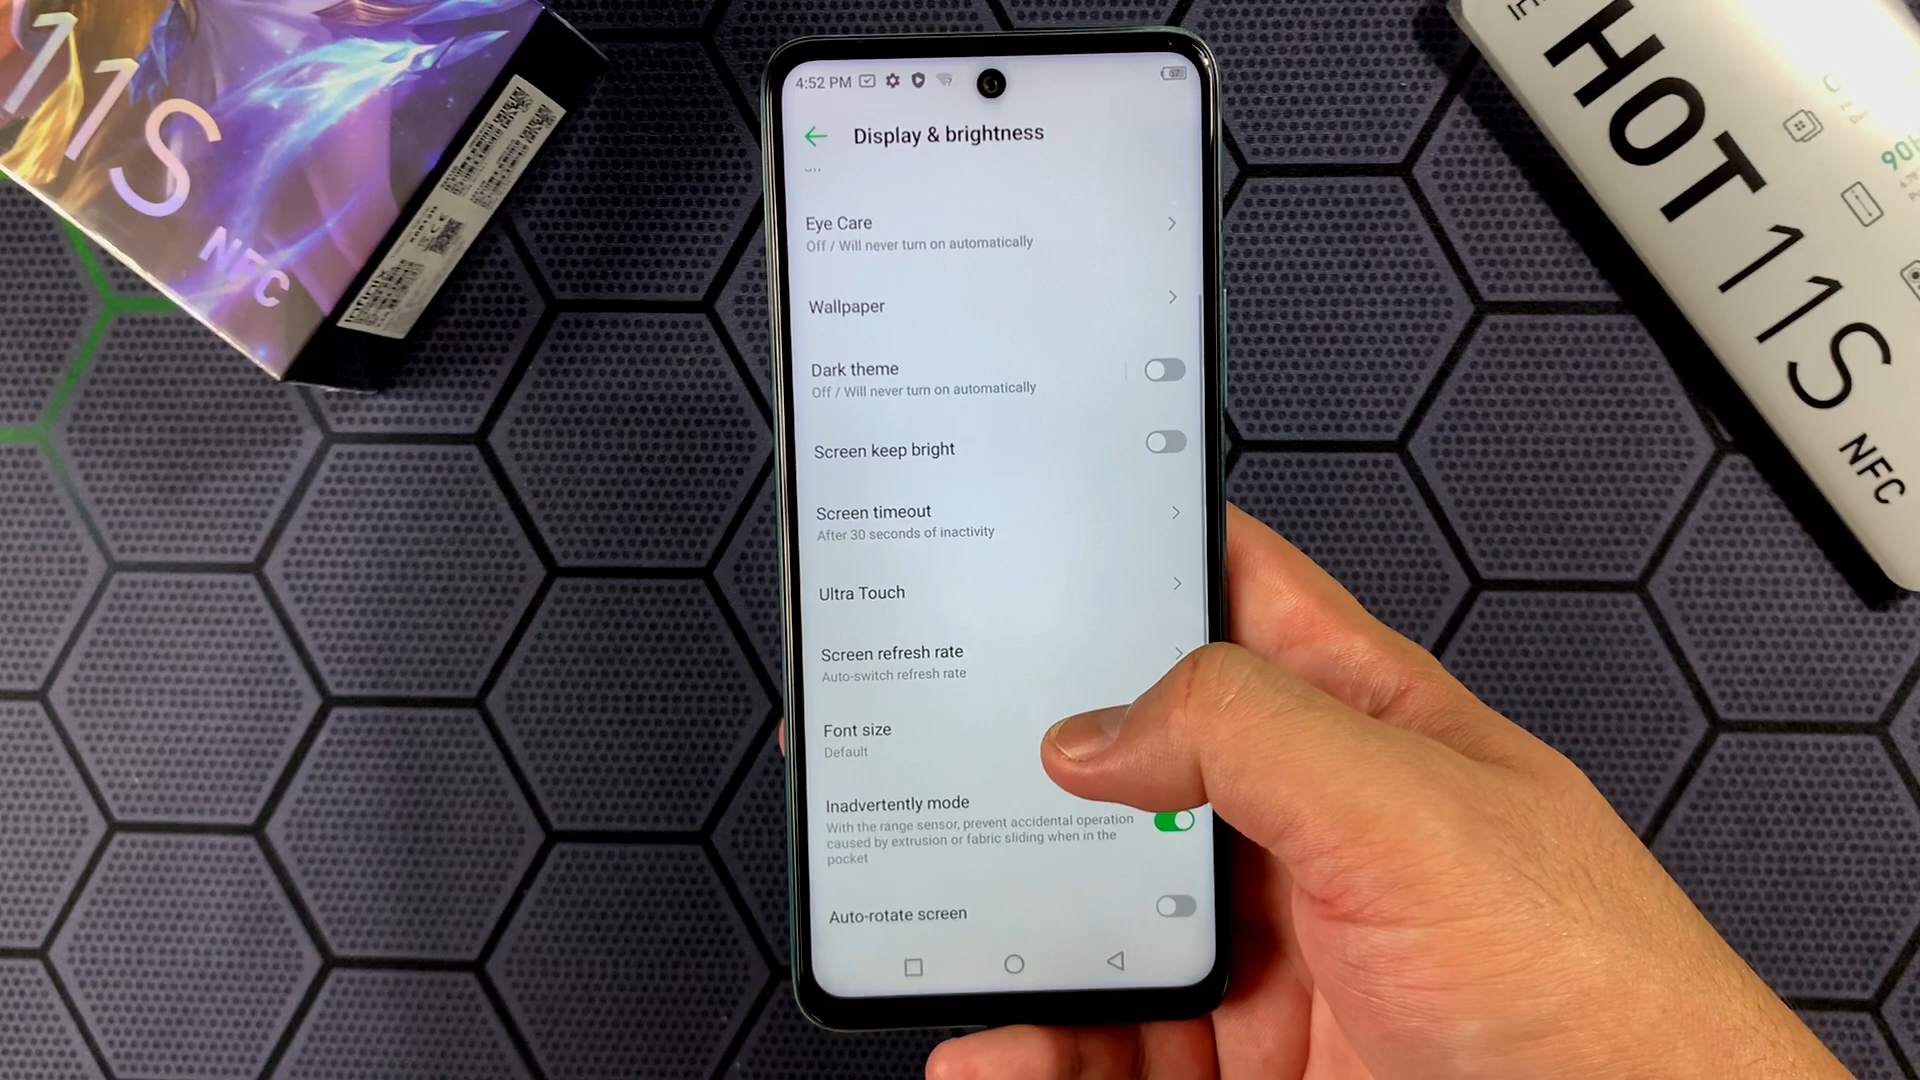 11S
NFC
4:52 PM
Display & brightness
Eye Care
Off / Will never turn on automatically
Wallpaper
Dark theme
Off / Will never turn on automatically
Screen keep bright
Screen timeout
After 30 seconds of inactivity
Ultra Touch
Screen refresh rate
Auto-switch refresh rate
Font size
Default
Inadvertently mode
With the range sensor, prevent accidental operation
caused by extrusion or fabric sliding when in the
pocket
Auto-rotate screen
HOT 11S
NFC